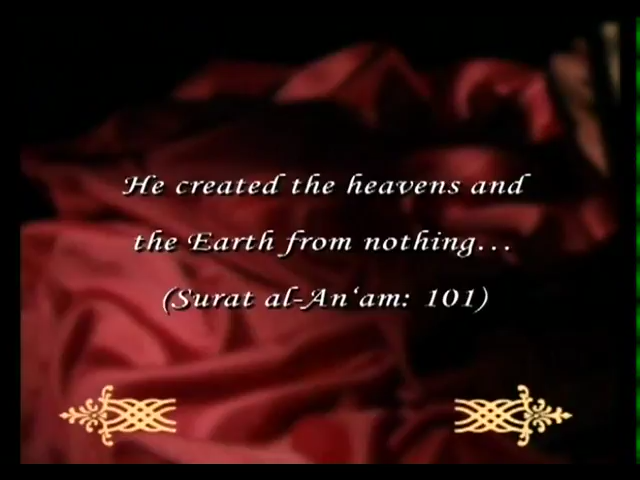 He created the heavens and
the Earth from nothing...
(Surat al-An‘am: 101)